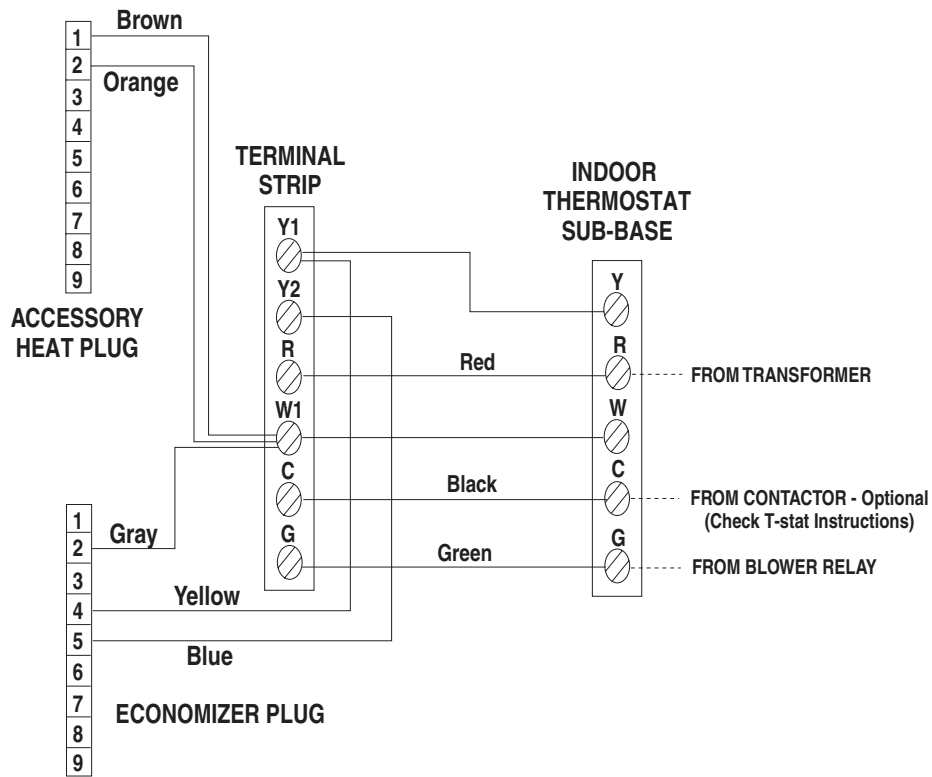 Brown
1
2
Orange
3
4
5
6
7
8
9
ACCESSORY
HEAT PLUG
TERMINAL
STRIP
Y1
Y2
R
W1
C
G
INDOOR
THERMOSTAT
SUB-BASE
Y
R
W
C
G
Red
Black
Green
FROM TRANSFORMER
FROM CONTACTOR - Optional
(Check T-stat Instructions)
FROM BLOWER RELAY
1
2
3
4
5
6
7
8
9
Gray
Yellow
Blue
ECONOMIZER PLUG